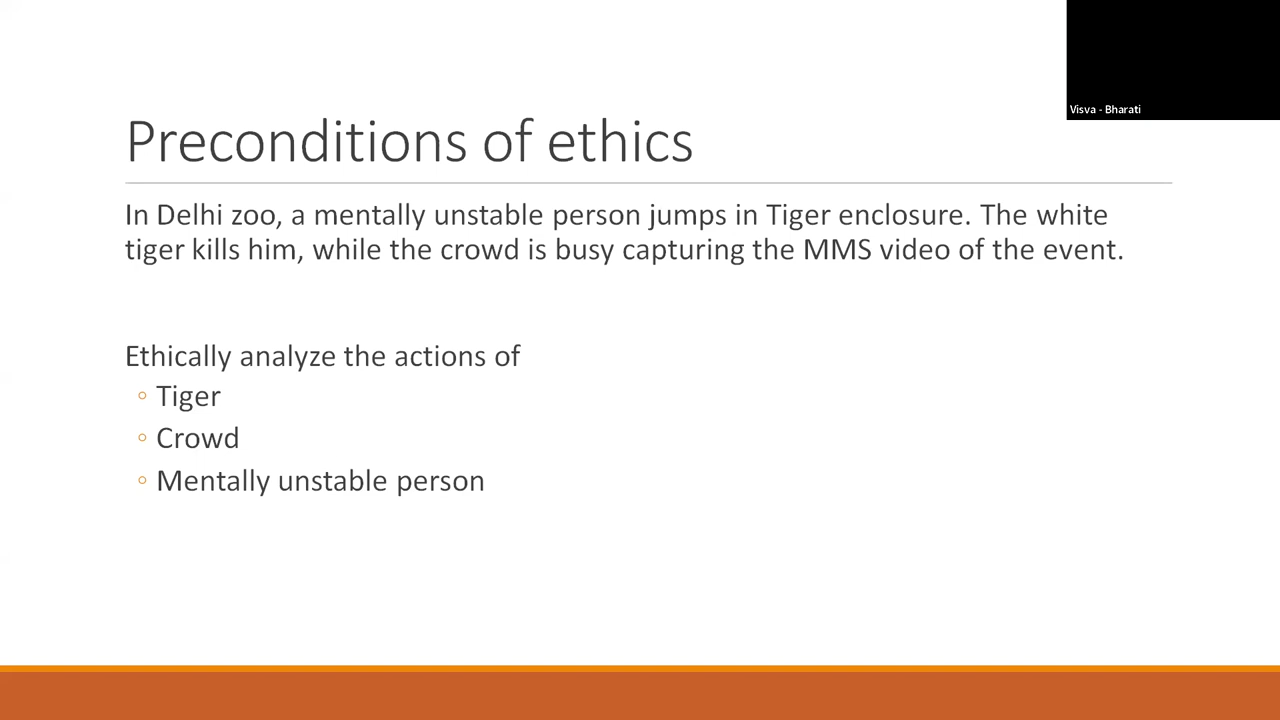 Visva - Bharati
Preconditions of ethics
In Delhi zoo, a mentally unstable person jumps in Tiger enclosure. The white
tiger kills him, while the crowd is busy capturing the MMS video of the event.
Ethically analyze the actions of
◦ Tiger
◦ Crowd
◦ Mentally unstable person